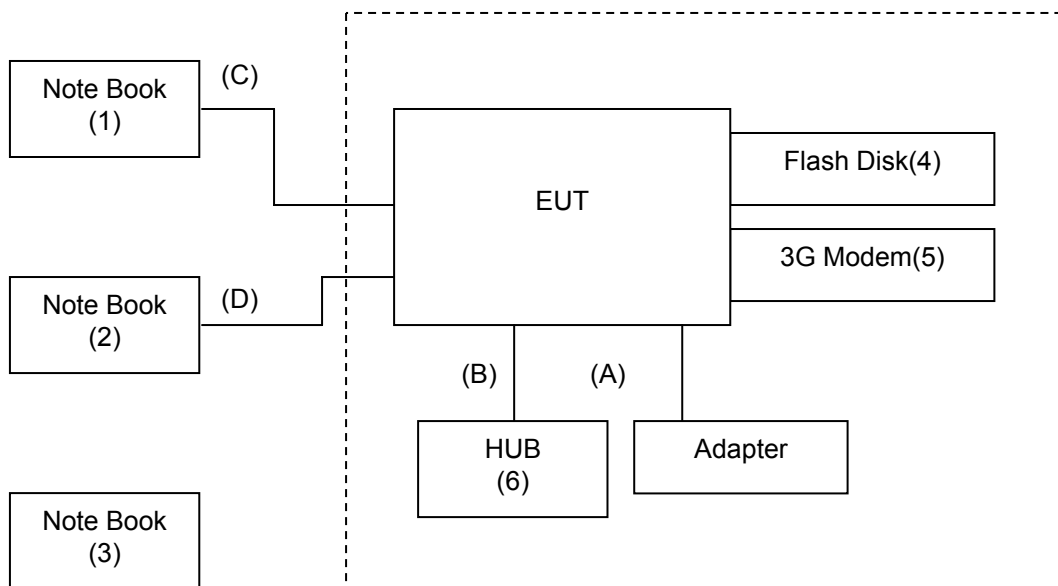 Note Book
(1)
(C)
EUT
Flash Disk(4)
3G Modem(5)
Note Book
(2)
(D)
(B)
(A)
HUB
(6)
Adapter
Note Book
(3)